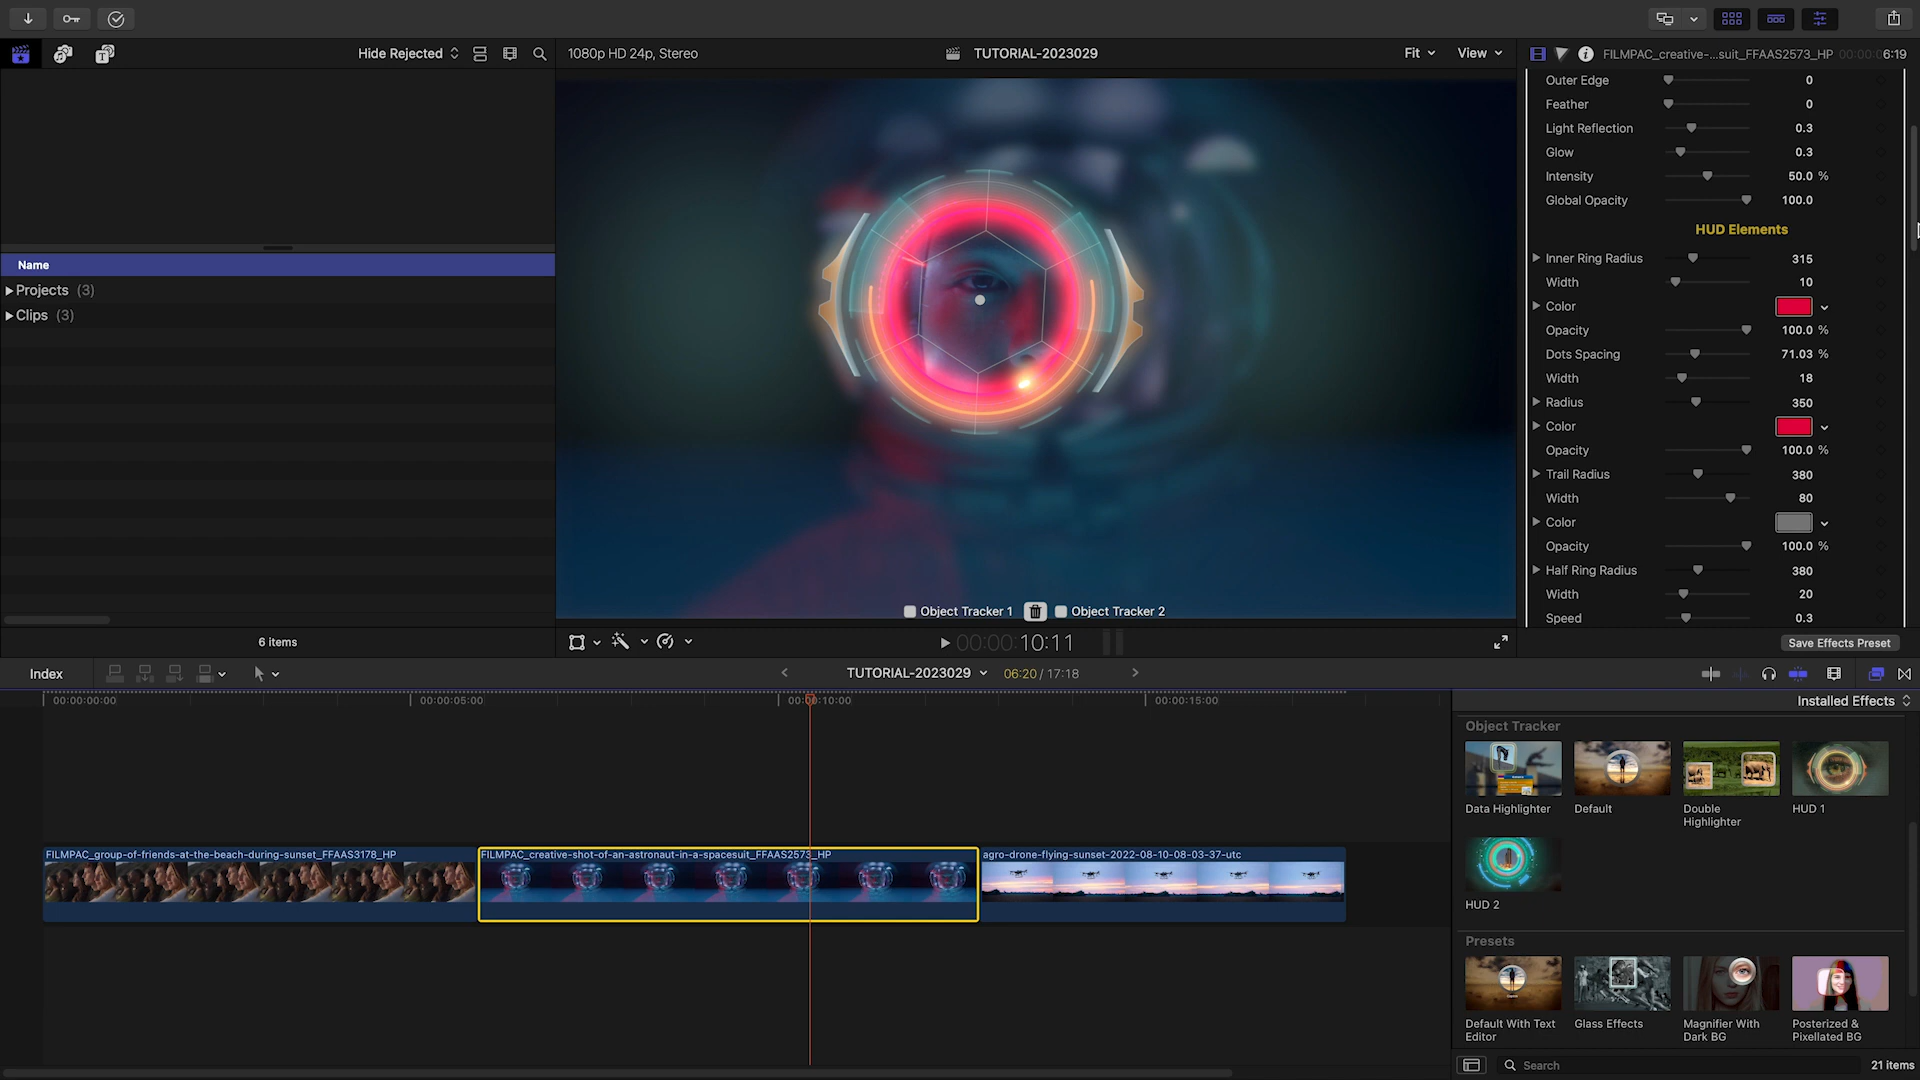 Hide Rejected
1080p HD 24p, Stereo
TUTORIAL-2023029
Fit
View
FILMPAC_creative-...suit_FFAAS2573_HP
00:00:06:19
Outer Edge 0
Feather 0
Light Reflection 0.3
Glow 0.3
Intensity 50.0 %
Global Opacity 100.0
HUD Elements
Inner Ring Radius 315
Width 10
Color
Opacity 100.0 %
Dots Spacing 71.03 %
Width 18
Radius 350
Color
Opacity 100.0 %
Trail Radius 380
Width 80
Color
Opacity 100.0 %
Half Ring Radius 380
Width 20
Speed 0.3
Save Effects Preset
Name
Projects (3)
Clips (3)
6 items
Object Tracker 1
Object Tracker 2
00:00:10:11
Index
TUTORIAL-2023029
06:20 / 17:18
00:00:00:00
00:00:05:00
00:00:10:00
00:00:15:00
FILMPAC_group-of-friends-at-the-beach-during-sunset_FFAAS3178_HP
FILMPAC_creative-shot-of-an-astronaut-in-a-spacesuit_FFAAS2573_HP
agro-drone-flying-sunset-2022-08-10-08-03-37-utc
Installed Effects
Object Tracker
Data Highlighter
Default
Double
Highlighter
HUD 1
HUD 2
Presets
Default With Text
Editor
Glass Effects
Magnifier With
Dark BG
Posterized &
Pixellated BG
Search
21 items